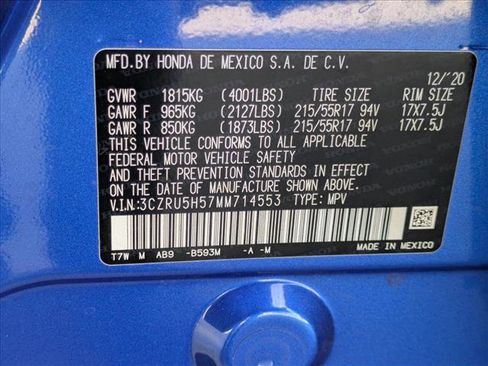 MFD.BY HONDA DE MEXICO S.A. DE C.V.
12/'20
GVWR 1815KG (4001LBS) TIRE SIZE RIM SIZE
GAWR F 965KG (2127LBS) 215/55R17 94V 17X7.5J
GAWR R 850KG (1873LBS) 215/55R17 94V 17X7.5J
THIS VEHICLE CONFORMS TO ALL APPLICABLE
FEDERAL MOTOR VEHICLE SAFETY
AND THEFT PREVENTION STANDARDS IN EFFECT
ON THE DATE OF MANUFACTURE SHOWN ABOVE.
V.I.N.:3CZRU5H57MM714553 TYPE: MPV
T7W M AB9 -B593M -A -M